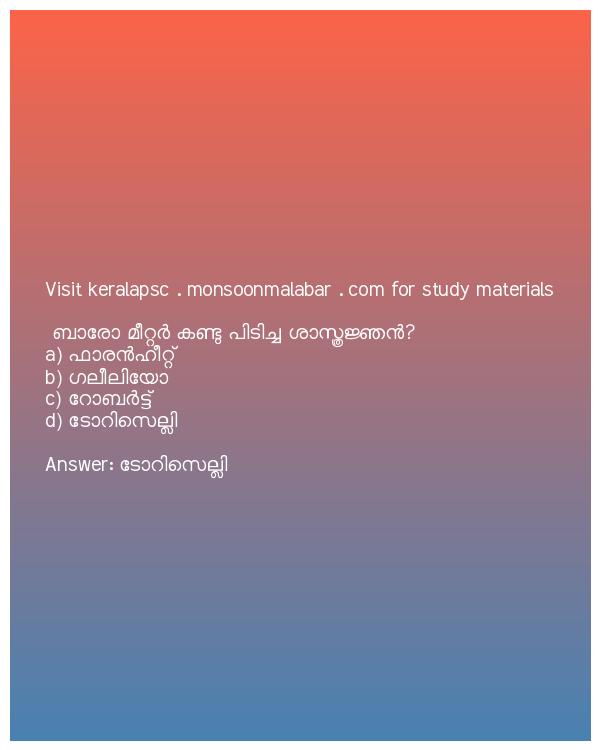 Visit keralapsc . monsoonmalabar . com for study materials
ബാരോ മീറ്റർ കണ്ടു പിടിച്ച ശാസ്ത്രജ്ഞൻ?
a) ഫാരൻഹീറ്റ്
b) ഗലീലിയോ
c) റോബർട്ട്
d) ടോറിസെല്ലി
Answer: ടോറിസെല്ലി